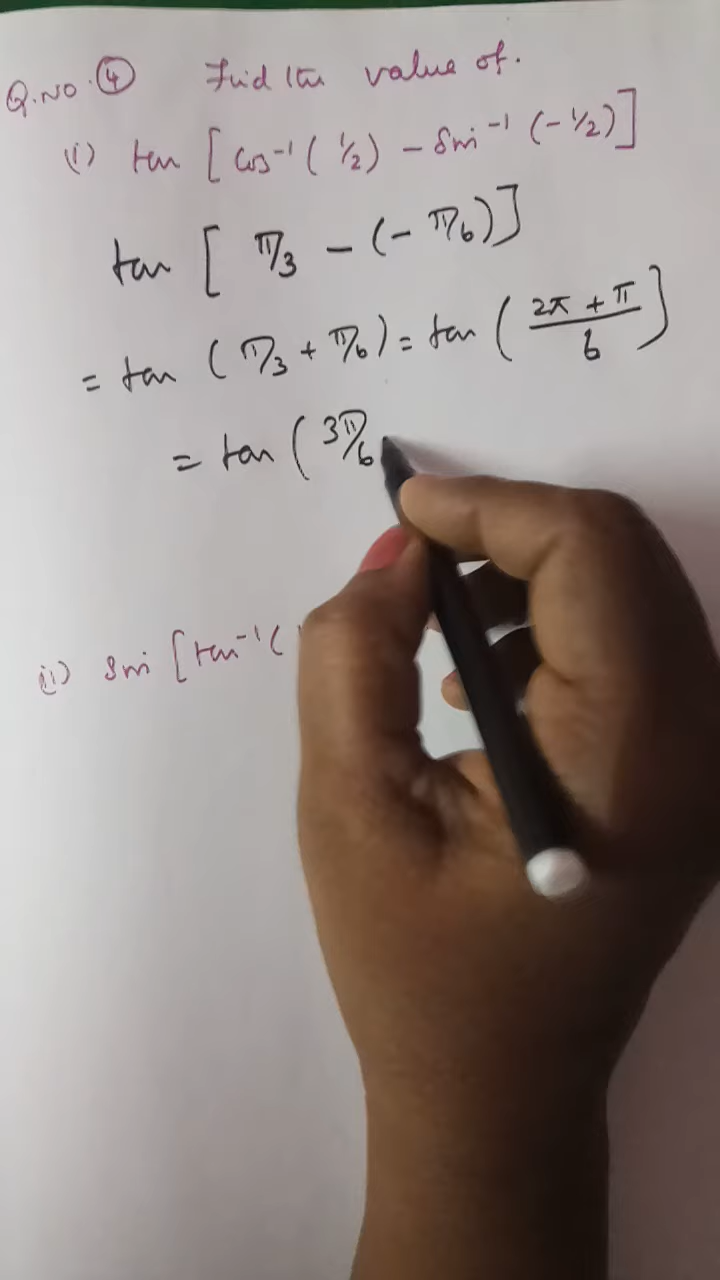 Q.NO. ④ Find the value of.
(i) tan [ cos⁻¹ ( 1/2 ) - Sin⁻¹ (-1/2) ]
tan [ π/3 - (- π/6) ]
= tan ( π/3 + π/6 ) = tan ( (2π + π)/6 )
= tan ( 3π/6
(ii) Sin [ tan⁻¹ (